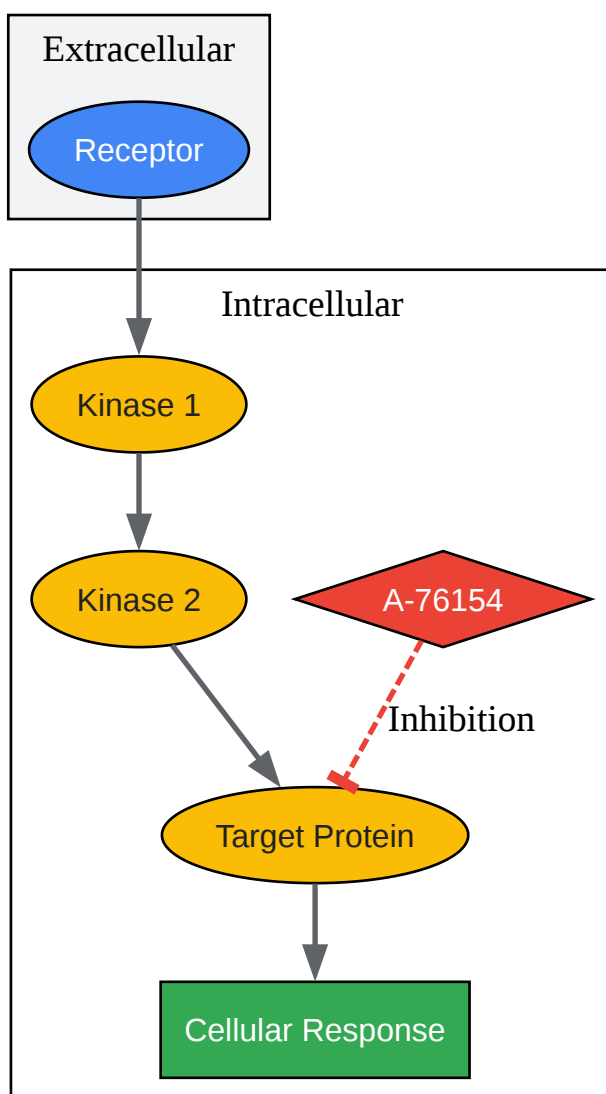 Extracellular
Receptor
Intracellular
Kinase 1
Kinase 2
A-76154
Inhibition
Target Protein
Cellular Response